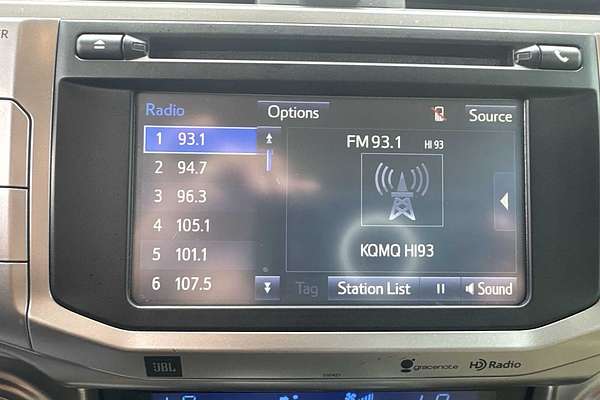 Radio
Options
Source
1 93.1
2 94.7
3 96.3
4 105.1
5 101.1
6 107.5
FM 93.1 HI 93
KQMQ HI93
Tag
Station List
Sound
JBL
gracenote
HD Radio